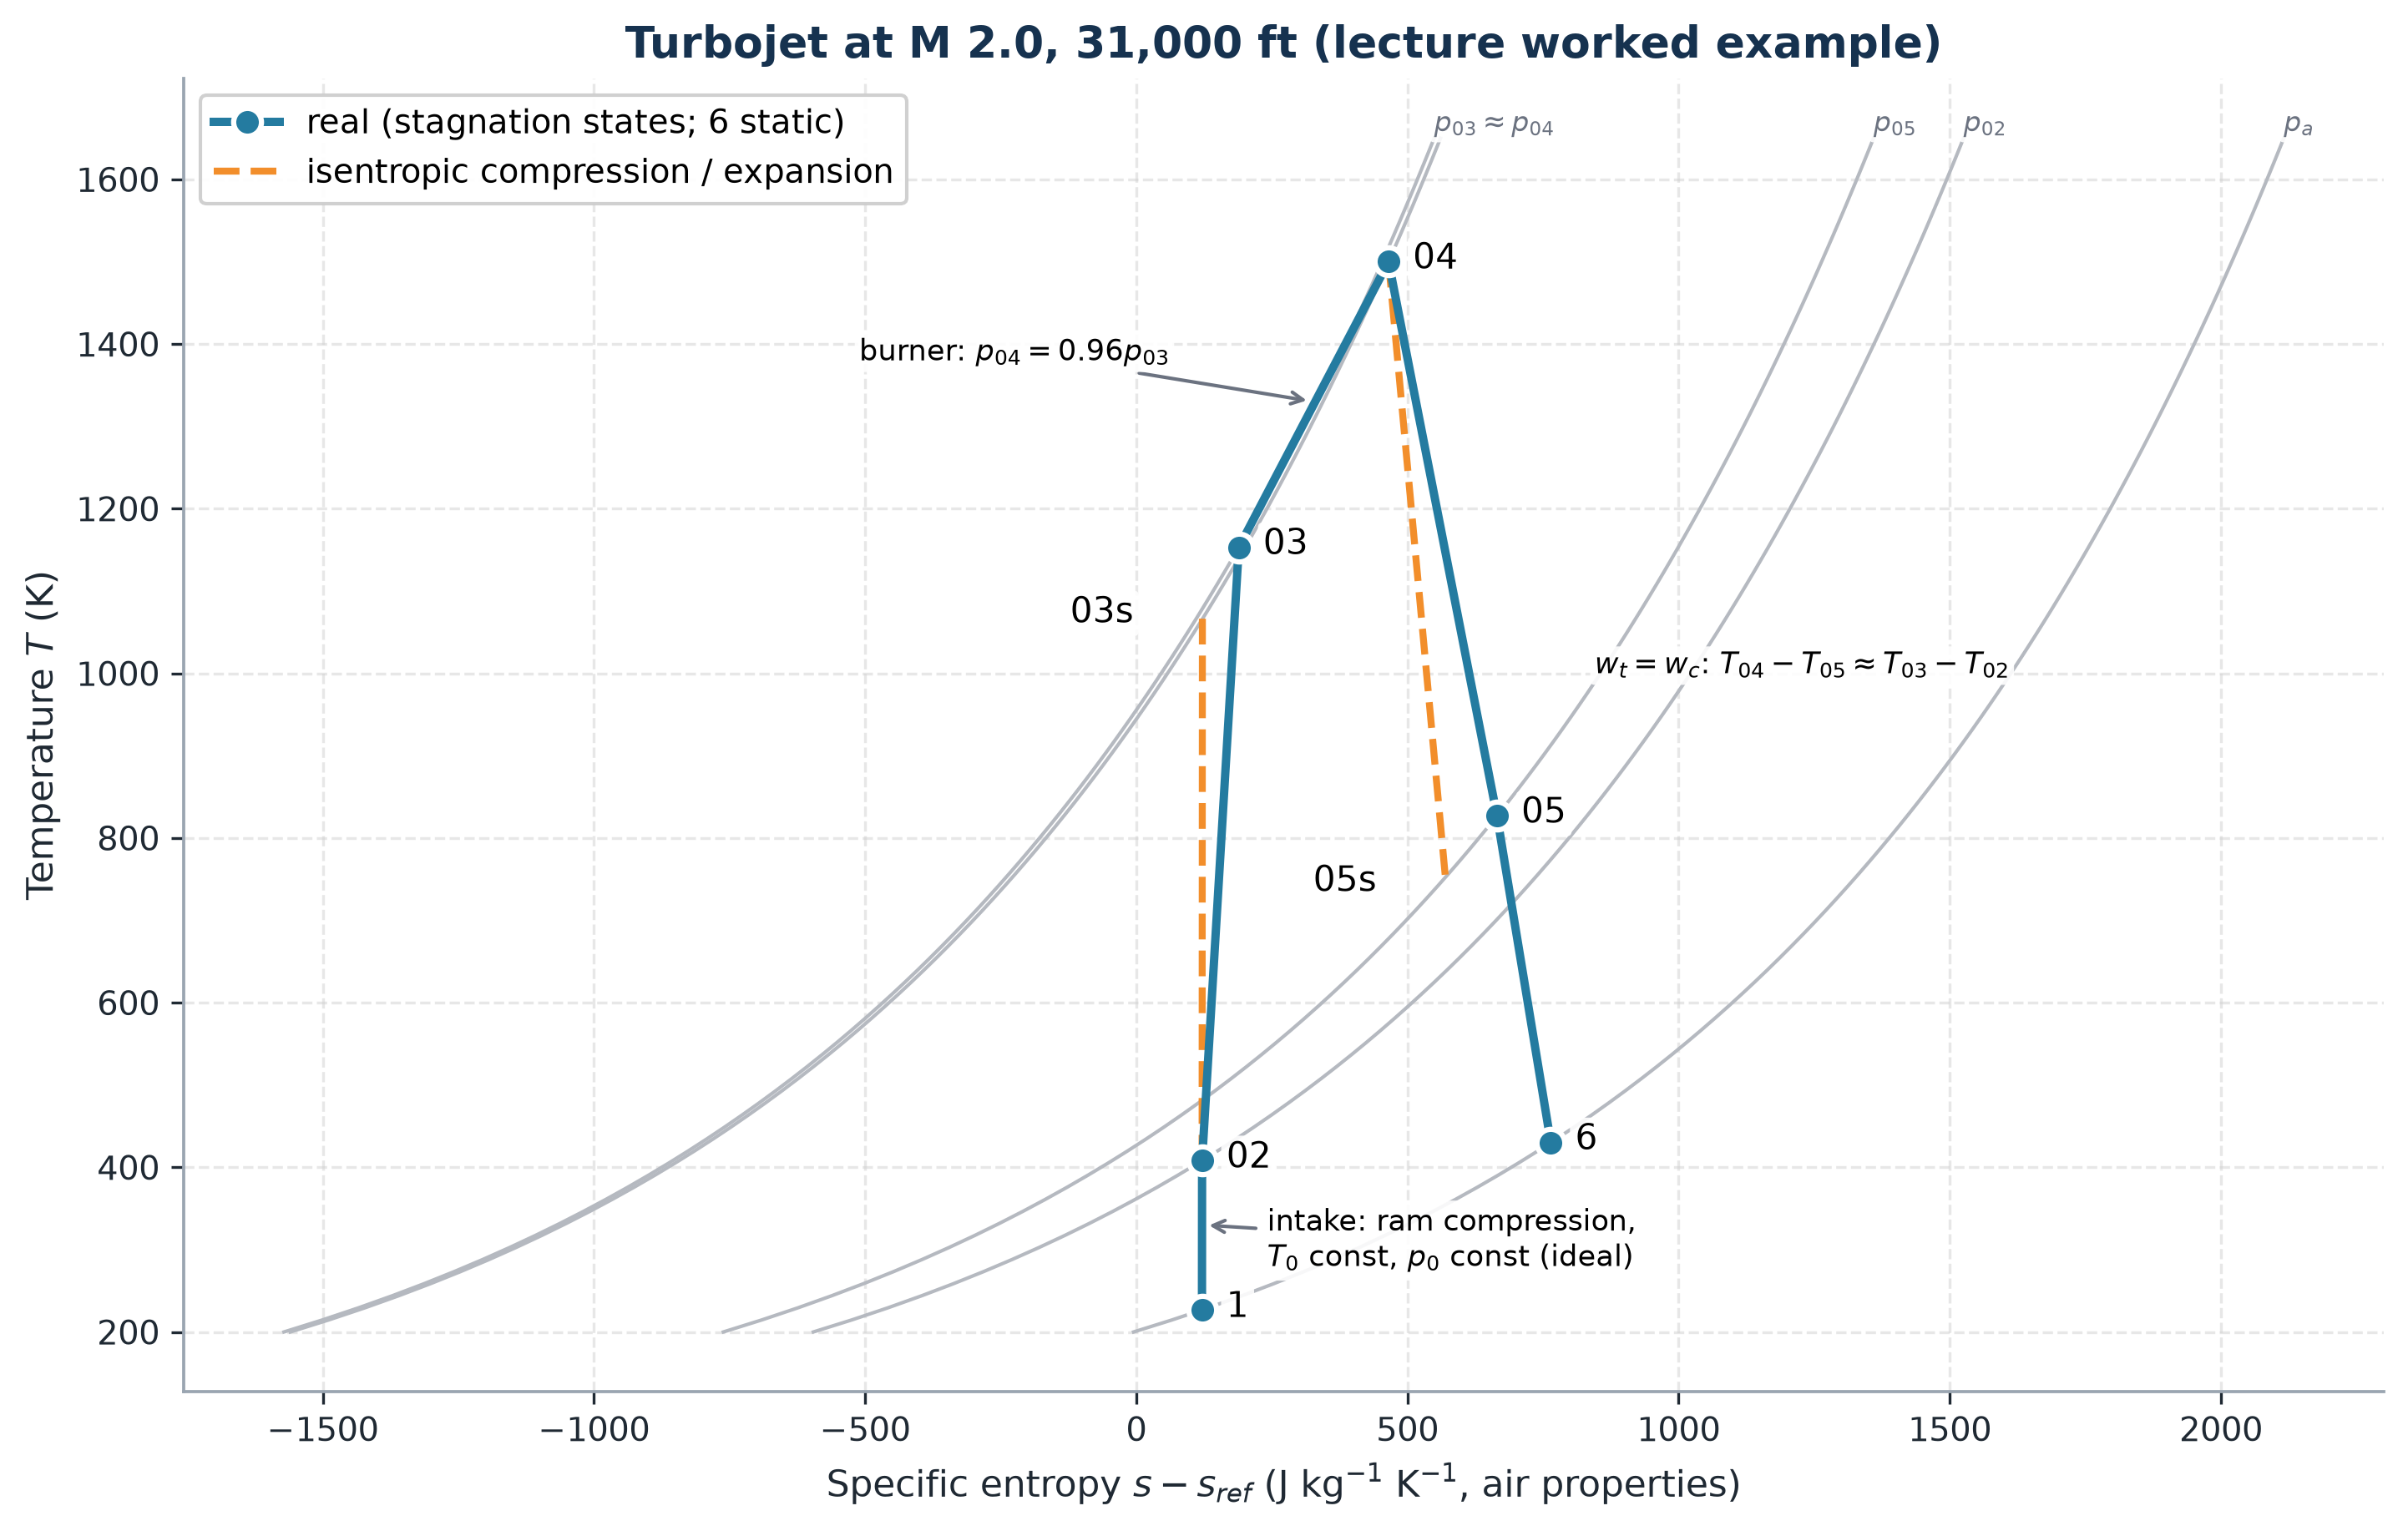 Turbojet at M 2.0, 31,000 ft (lecture worked example)
real (stagnation states; 6 static)
isentropic compression / expansion
p₀₃ ≈ p₀₄
p₀₅
p₀₂
pₐ
1600
1400
1200
1000
800
600
400
200
Temperature T (K)
04
burner: p₀₄ = 0.96p₀₃
03
03s
w_t = w_c: T₀₄ − T₀₅ ≈ T₀₃ − T₀₂
05
05s
02
6
intake: ram compression,
T₀ const, p₀ const (ideal)
1
−1500
−1000
−500
0
500
1000
1500
2000
Specific entropy s − s_ref (J kg⁻¹ K⁻¹, air properties)